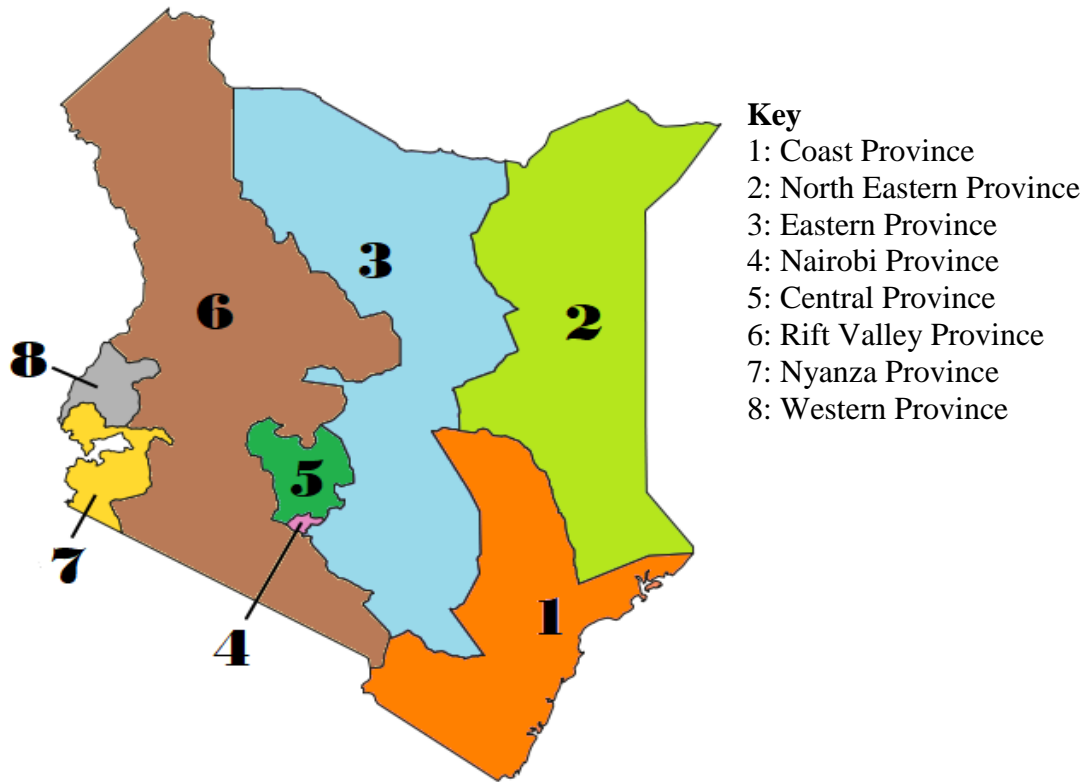 Key
1: Coast Province
2: North Eastern Province
3: Eastern Province
4: Nairobi Province
5: Central Province
6: Rift Valley Province
7: Nyanza Province
8: Western Province
3
6
2
8
5
7
1
4